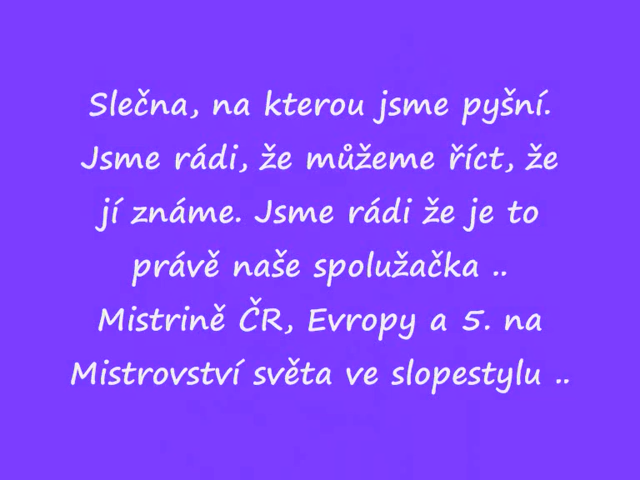 Slečna, na kterou jsme pyšní.
Jsme rádi, že můžeme říct, že
jí známe. Jsme rádi že je to
právě naše spolužačka ..
Mistrině ČR, Evropy a 5. na
Mistrovství světa ve slopestylu ..